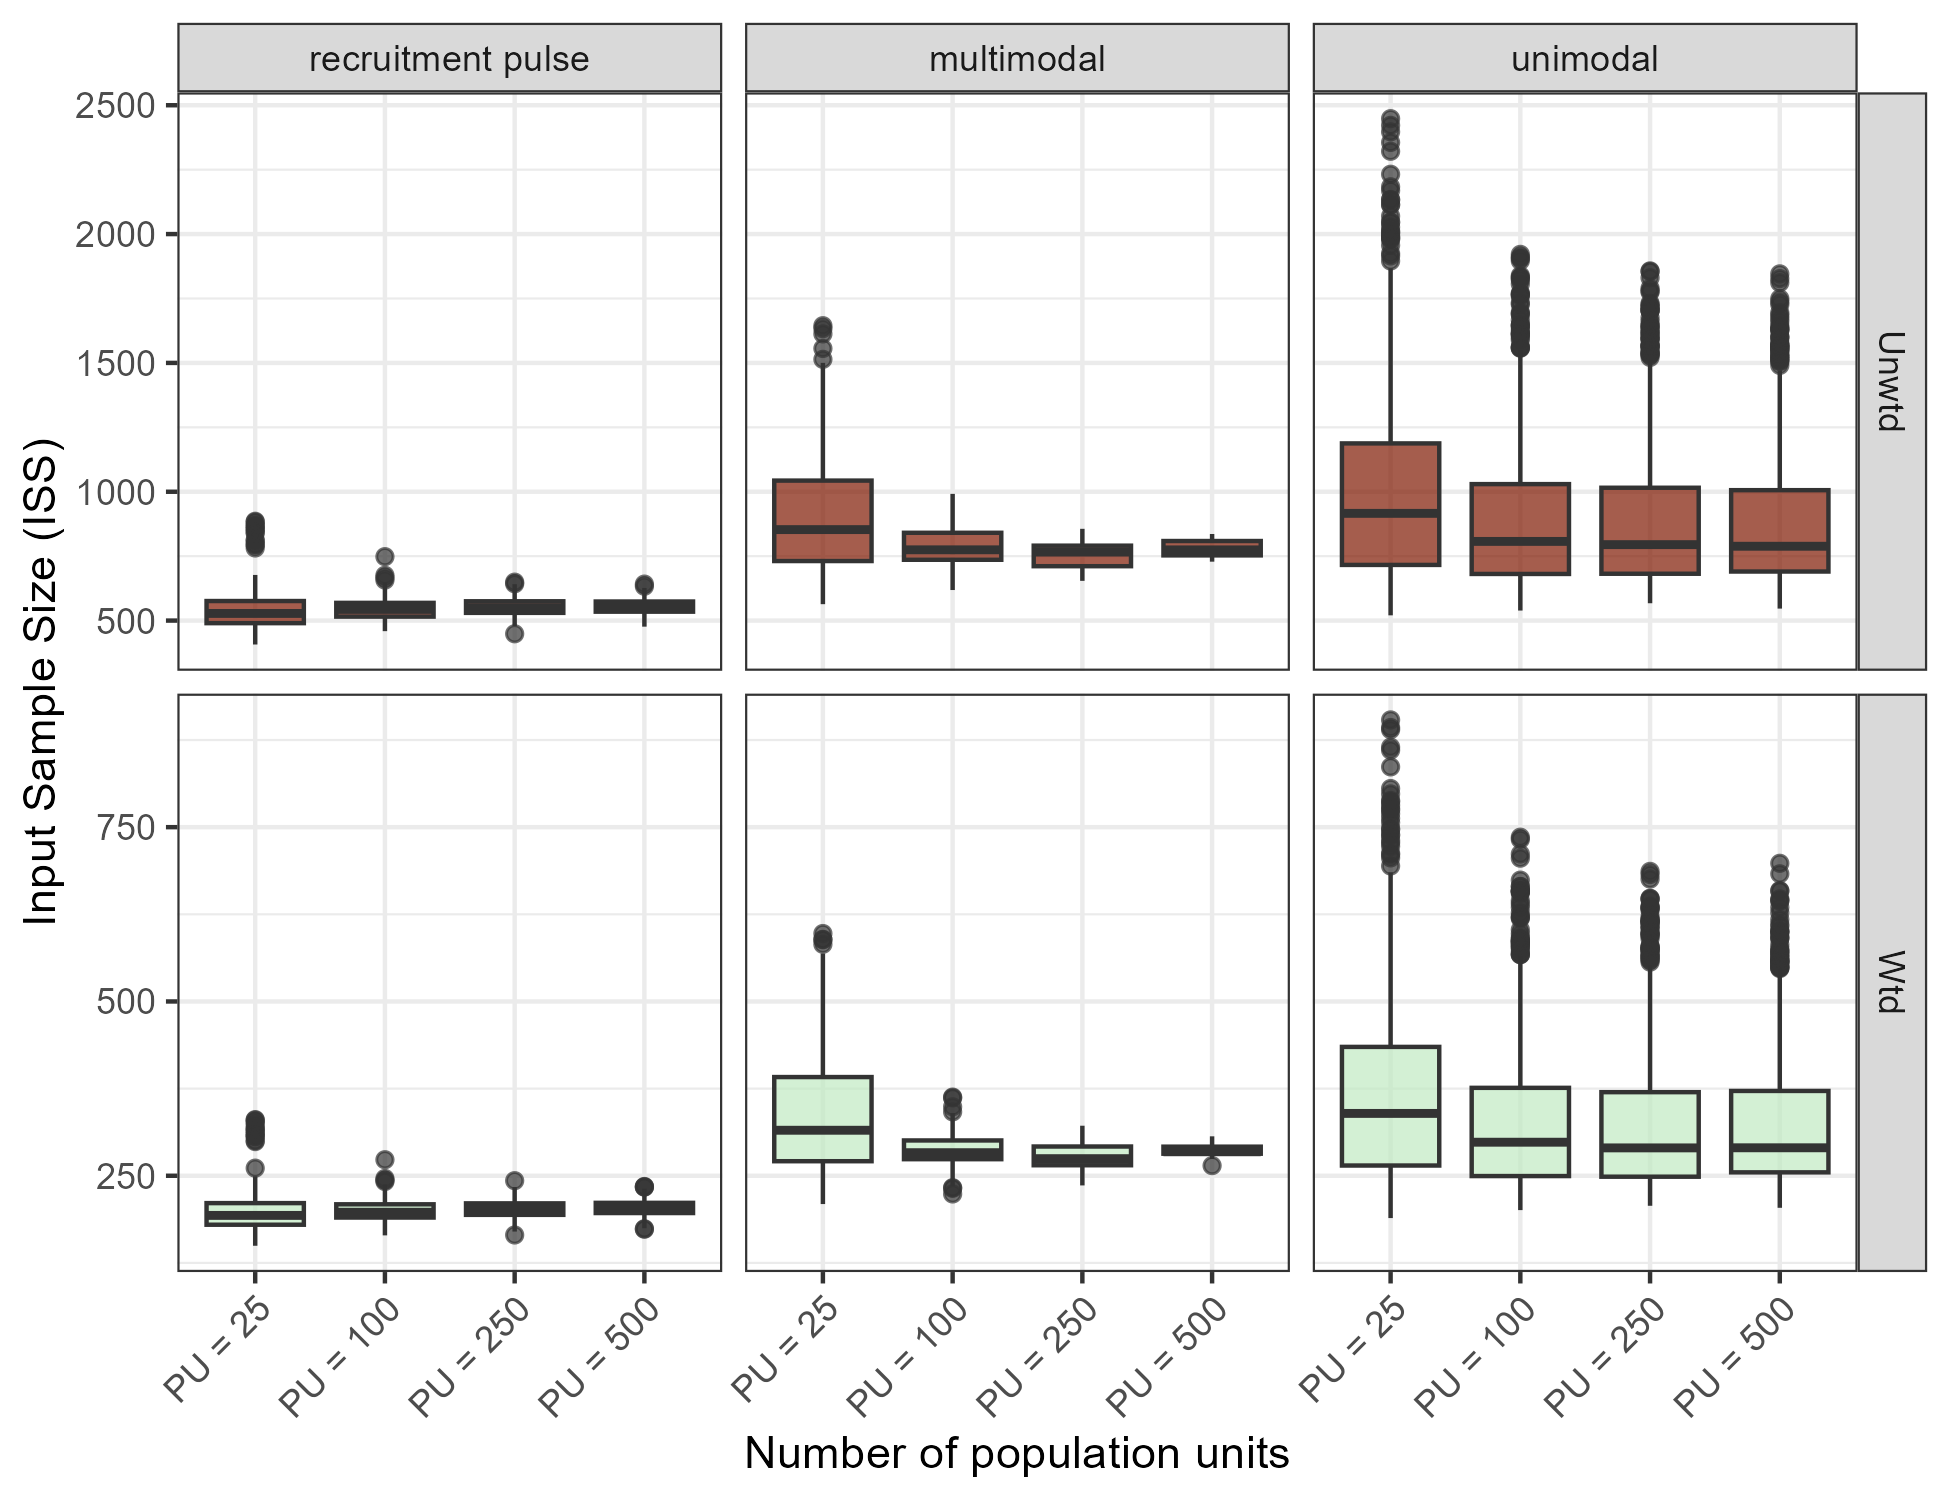 recruitment pulse
multimodal
unimodal
2500
2000
1500
1000
500
Unwtd
Input Sample Size (ISS)
750
500
250
Wtd
PU = 25
PU = 100
PU = 250
PU = 500
PU = 25
PU = 100
PU = 250
PU = 500
PU = 25
PU = 100
PU = 250
PU = 500
Number of population units